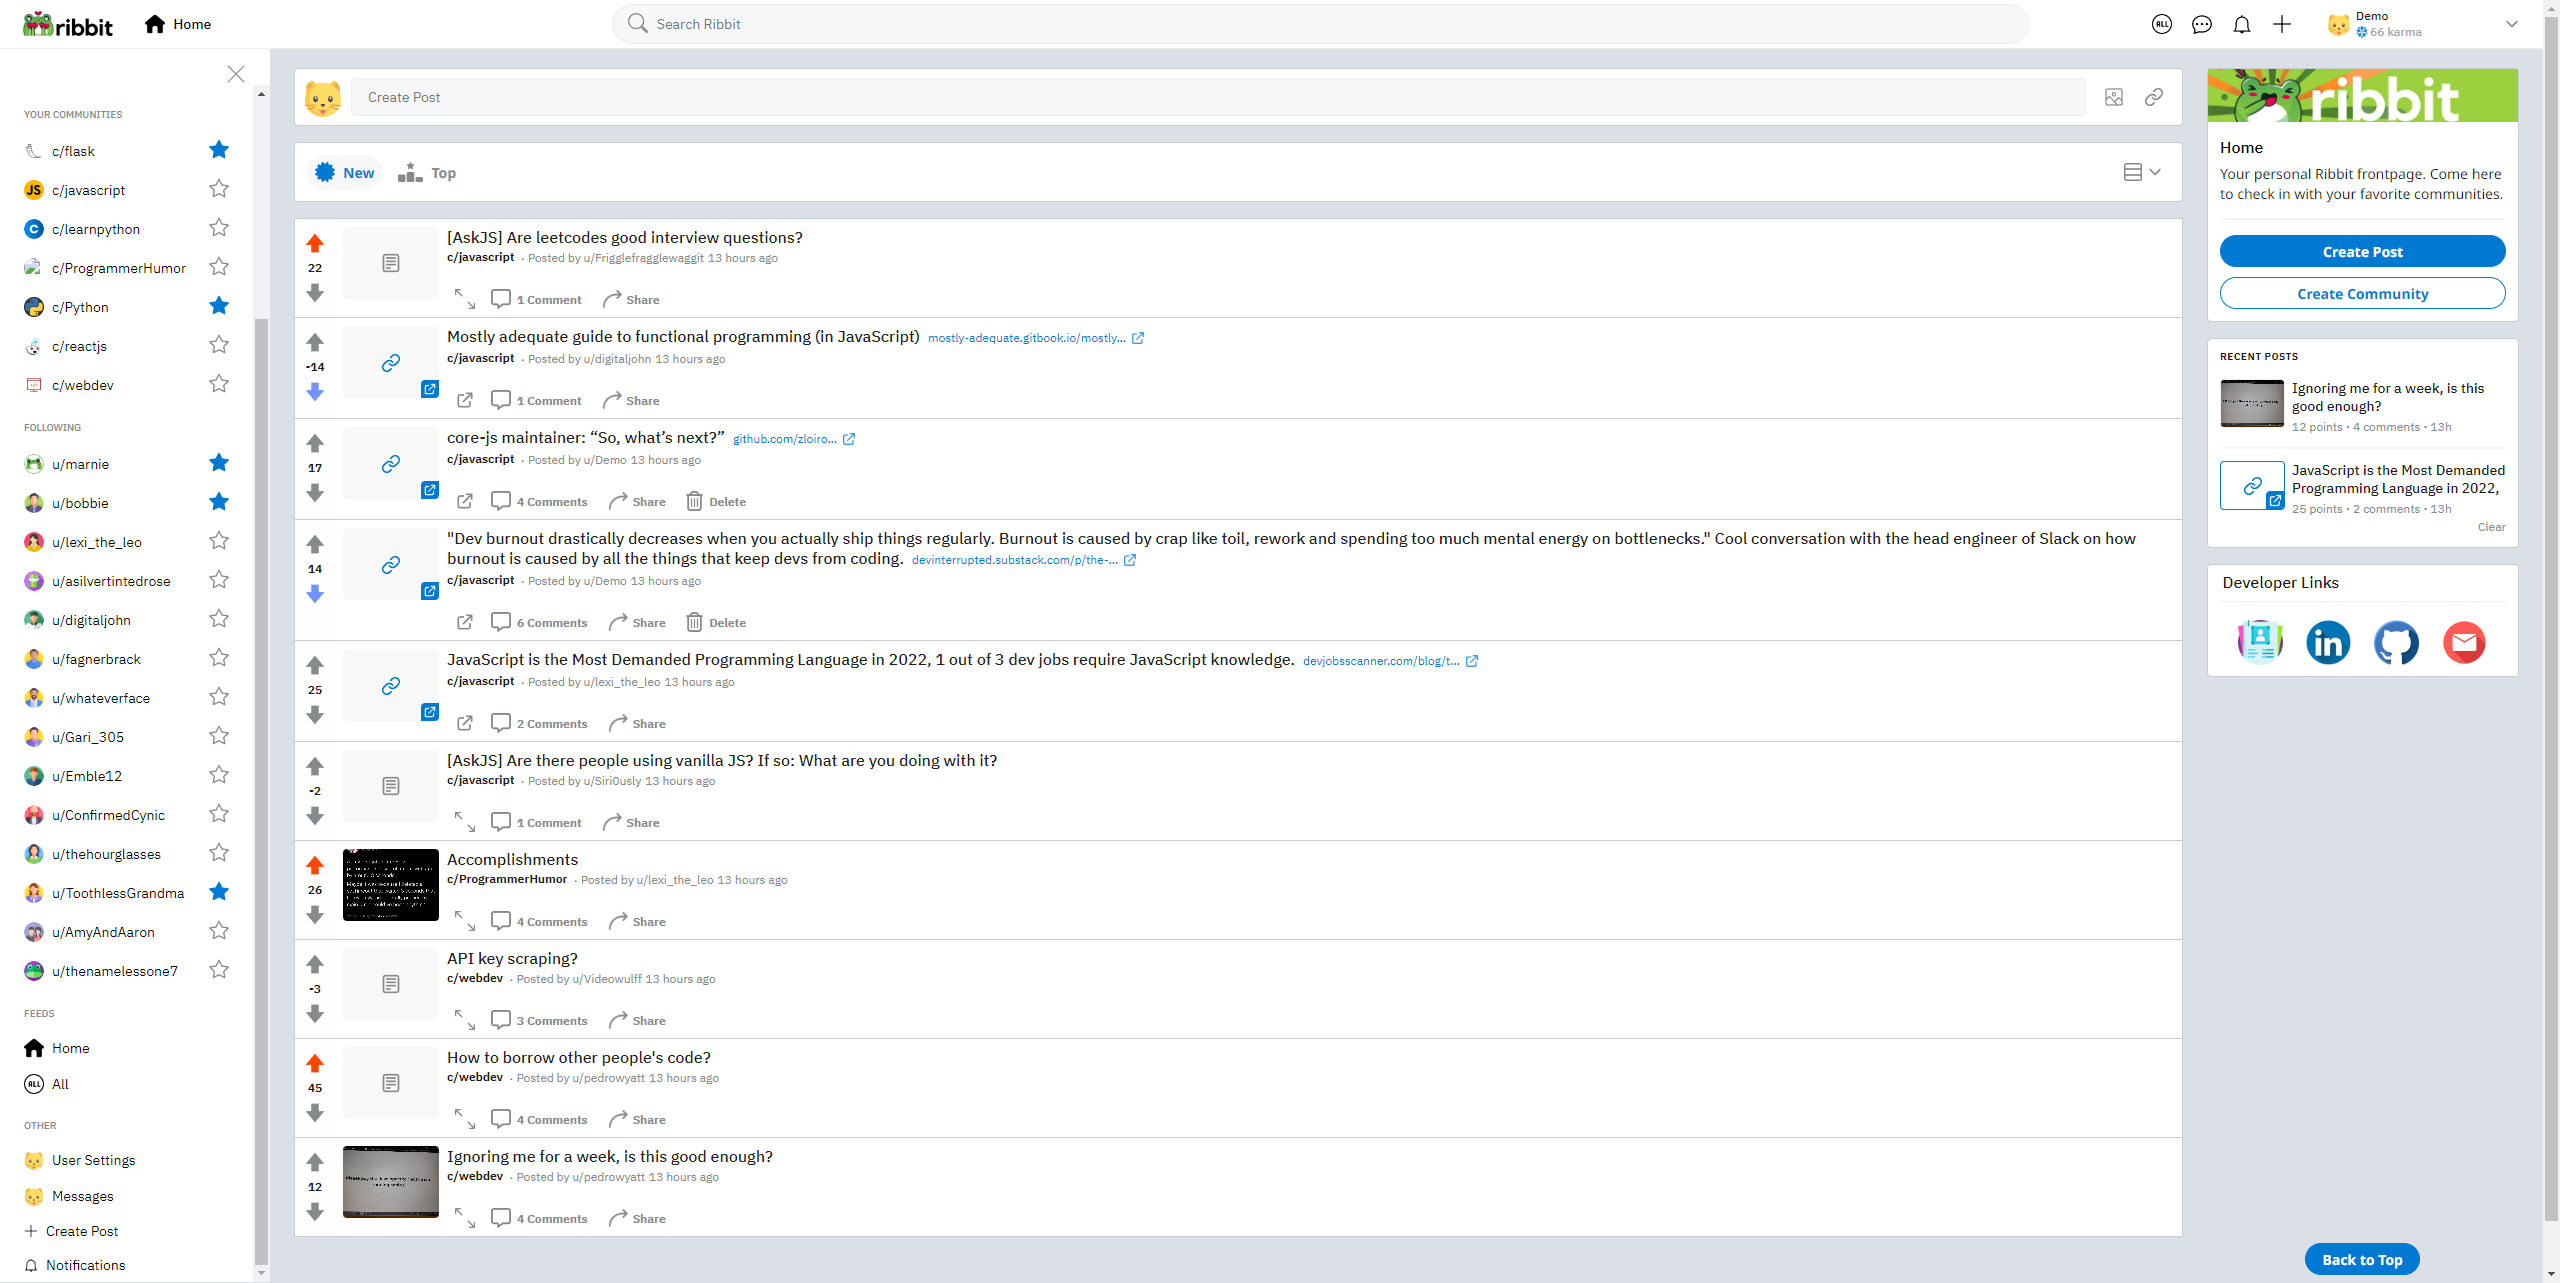 ribbit
Home
Search Ribbit
ALL
Demo
66 karma
YOUR COMMUNITIES
c/flask
JS c/javascript
C c/learnpython
c/ProgrammerHumor
c/Python
c/reactjs
c/webdev
FOLLOWING
u/marnie
u/bobbie
u/lexi_the_leo
u/asilvertintedrose
u/digitaljohn
u/fagnerbrack
u/whateverface
u/Gari_305
u/Emble12
u/ConfirmedCynic
u/thehourglasses
u/ToothlessGrandma
u/AmyAndAaron
u/thenamelessone7
FEEDS
Home
ALL All
OTHER
User Settings
Messages
Create Post
Notifications
Create Post
New Top
22
[AskJS] Are leetcodes good interview questions?
c/javascript · Posted by u/Frigglefragglewaggit 13 hours ago
1 Comment Share
-14
Mostly adequate guide to functional programming (in JavaScript) mostly-adequate.gitbook.io/mostly...
c/javascript · Posted by u/digitaljohn 13 hours ago
1 Comment Share
17
core-js maintainer: “So, what’s next?” github.com/zloiro...
c/javascript · Posted by u/Demo 13 hours ago
4 Comments Share Delete
14
"Dev burnout drastically decreases when you actually ship things regularly. Burnout is caused by crap like toil, rework and spending too much mental energy on bottlenecks." Cool conversation with the head engineer of Slack on how
burnout is caused by all the things that keep devs from coding. devinterrupted.substack.com/p/the-...
c/javascript · Posted by u/Demo 13 hours ago
6 Comments Share Delete
25
JavaScript is the Most Demanded Programming Language in 2022, 1 out of 3 dev jobs require JavaScript knowledge. devjobsscanner.com/blog/t...
c/javascript · Posted by u/lexi_the_leo 13 hours ago
2 Comments Share
-2
[AskJS] Are there people using vanilla JS? If so: What are you doing with it?
c/javascript · Posted by u/Siri0usly 13 hours ago
1 Comment Share
26
Accomplishments
c/ProgrammerHumor · Posted by u/lexi_the_leo 13 hours ago
4 Comments Share
-3
API key scraping?
c/webdev · Posted by u/Videowulff 13 hours ago
3 Comments Share
45
How to borrow other people's code?
c/webdev · Posted by u/pedrowyatt 13 hours ago
4 Comments Share
12
Ignoring me for a week, is this good enough?
c/webdev · Posted by u/pedrowyatt 13 hours ago
4 Comments Share
ribbit
Home
Your personal Ribbit frontpage. Come here
to check in with your favorite communities.
Create Post
Create Community
RECENT POSTS
Ignoring me for a week, is this
good enough?
12 points • 4 comments • 13h
JavaScript is the Most Demanded
Programming Language in 2022,
25 points • 2 comments • 13h
Clear
Developer Links
in
Back to Top